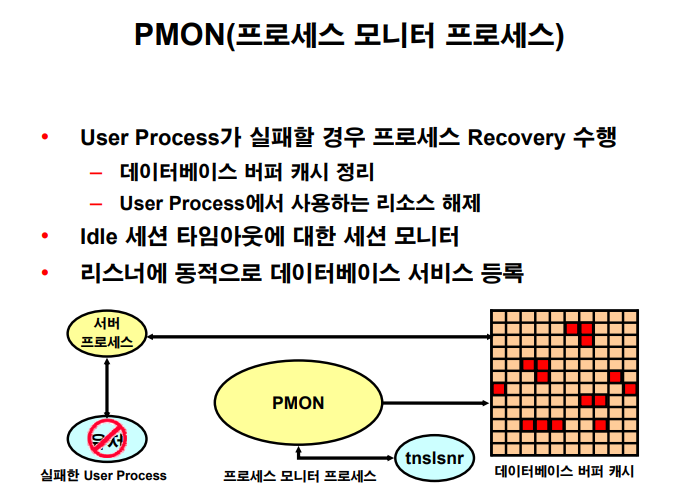 PMON(프로세스 모니터 프로세스)
• User Process가 실패할 경우 프로세스 Recovery 수행
– 데이터베이스 버퍼 캐시 정리
– User Process에서 사용하는 리소스 해제
• Idle 세션 타임아웃에 대한 세션 모니터
• 리스너에 동적으로 데이터베이스 서비스 등록
서버
프로세스
PMON
유저
tnslsnr
실패한 User Process
프로세스 모니터 프로세스
데이터베이스 버퍼 캐시